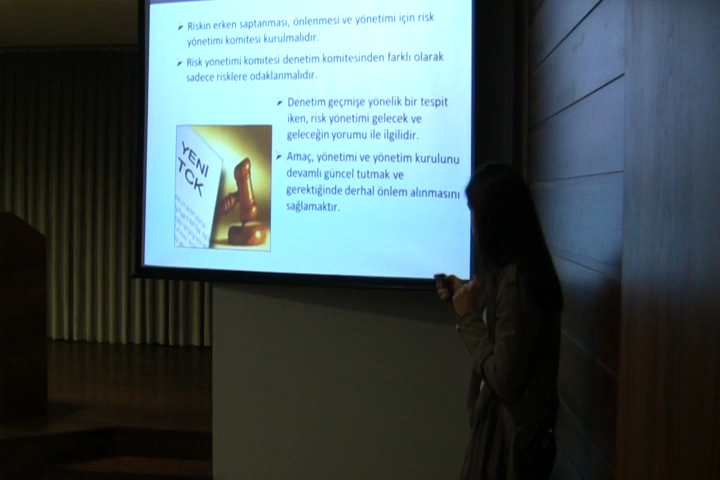 Riskin erken saptanması, önlenmesi ve yönetimi için risk
yönetimi komitesi kurulmalıdır.
Risk yönetimi komitesi denetim komitesinden farklı olarak
sadece risklere odaklanmalıdır.
Denetim geçmişe yönelik bir tespit
iken, risk yönetimi gelecek ve
geleceğin yorumu ile ilgilidir.
Amaç, yönetimi ve yönetim kurulunu
devamlı güncel tutmak ve
gerektiğinde derhal önlem alınmasını
sağlamaktır.
YENİ
TCK